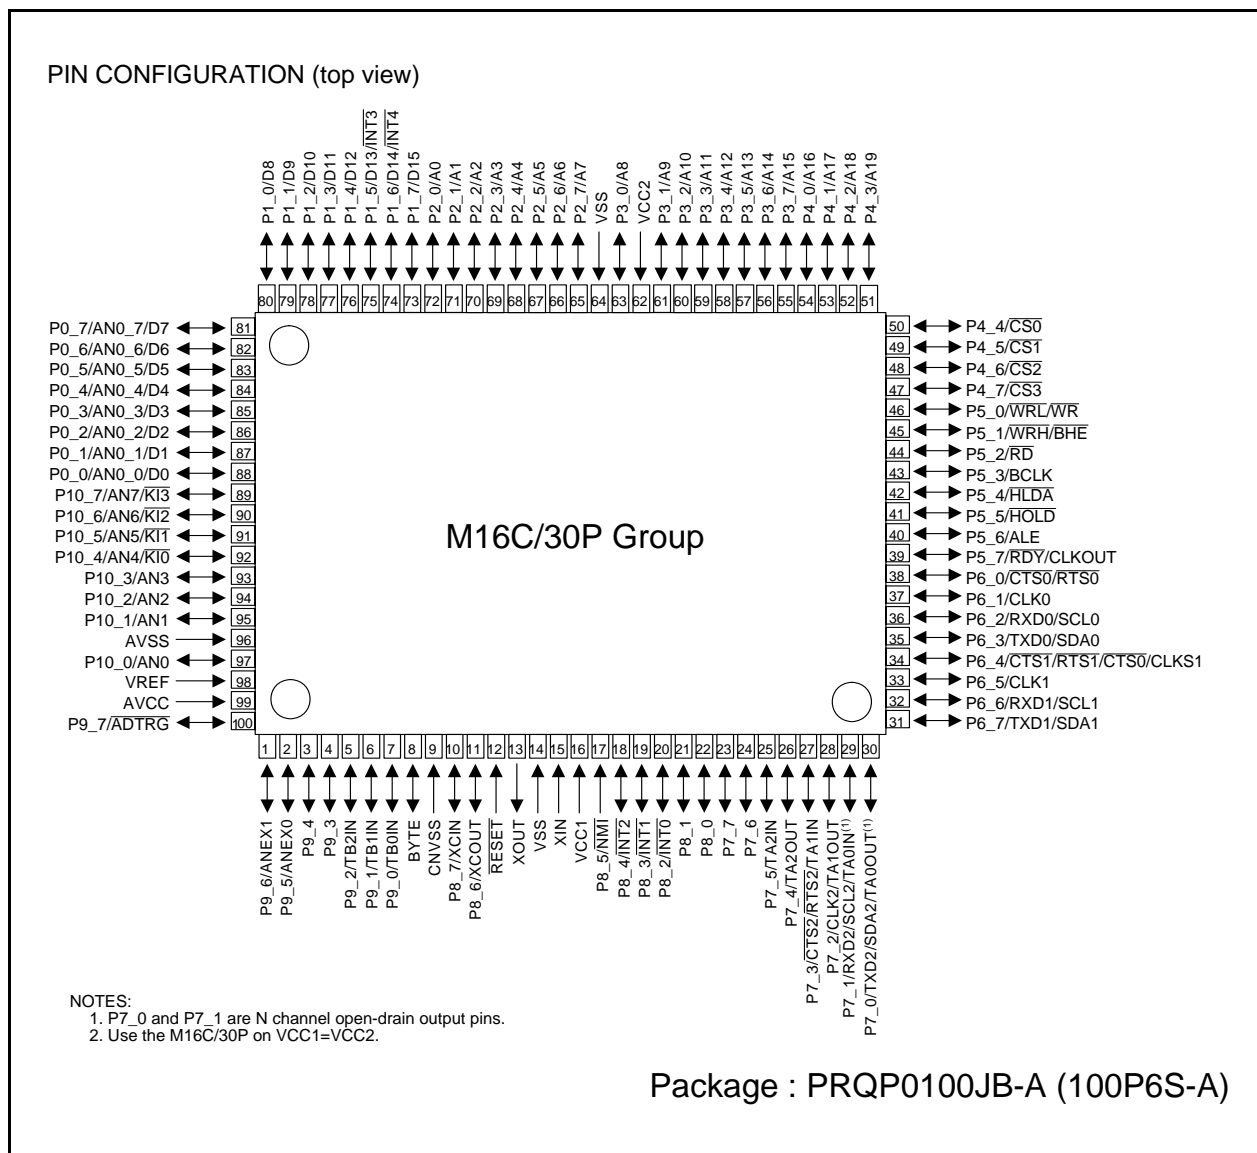 PIN CONFIGURATION (top view)
P1_0/D8
P1_1/D9
P1_2/D10
P1_3/D11
P1_4/D12
P1_5/D13/INT3
P1_6/D14/INT4
P1_7/D15
P2_0/A0
P2_1/A1
P2_2/A2
P2_3/A3
P2_4/A4
P2_5/A5
P2_6/A6
P2_7/A7
VSS
P3_0/A8
VCC2
P3_1/A9
P3_2/A10
P3_3/A11
P3_4/A12
P3_5/A13
P3_6/A14
P3_7/A15
P4_0/A16
P4_1/A17
P4_2/A18
P4_3/A19
80 79 78 77 76 75 74 73 72 71 70 69 68 67 66 65 64 63 62 61 60 59 58 57 56 55 54 53 52 51
P0_7/AN0_7/D7 81
P0_6/AN0_6/D6 82
P0_5/AN0_5/D5 83
P0_4/AN0_4/D4 84
P0_3/AN0_3/D3 85
P0_2/AN0_2/D2 86
P0_1/AN0_1/D1 87
P0_0/AN0_0/D0 88
P10_7/AN7/KI3 89
P10_6/AN6/KI2 90
P10_5/AN5/KI1 91
P10_4/AN4/KI0 92
P10_3/AN3 93
P10_2/AN2 94
P10_1/AN1 95
AVSS 96
P10_0/AN0 97
VREF 98
AVCC 99
P9_7/ADTRG 100
M16C/30P Group
50 P4_4/CS0
49 P4_5/CS1
48 P4_6/CS2
47 P4_7/CS3
46 P5_0/WRL/WR
45 P5_1/WRH/BHE
44 P5_2/RD
43 P5_3/BCLK
42 P5_4/HLDA
41 P5_5/HOLD
40 P5_6/ALE
39 P5_7/RDY/CLKOUT
38 P6_0/CTS0/RTS0
37 P6_1/CLK0
36 P6_2/RXD0/SCL0
35 P6_3/TXD0/SDA0
34 P6_4/CTS1/RTS1/CTS0/CLKS1
33 P6_5/CLK1
32 P6_6/RXD1/SCL1
31 P6_7/TXD1/SDA1
1 2 3 4 5 6 7 8 9 10 11 12 13 14 15 16 17 18 19 20 21 22 23 24 25 26 27 28 29 30
P9_6/ANEX1
P9_5/ANEX0
P9_4
P9_3
P9_2/TB2IN
P9_1/TB1IN
P9_0/TB0IN
BYTE
CNVSS
P8_7/XCIN
P8_6/XCOUT
RESET
XOUT
VSS
XIN
VCC1
P8_5/NMI
P8_4/INT2
P8_3/INT1
P8_2/INT0
P8_1
P8_0
P7_7
P7_6
P7_5/TA2IN
P7_4/TA2OUT
P7_3/CTS2/RTS2/TA1IN
P7_2/CLK2/TA1OUT
P7_1/RXD2/SCL2/TA0IN(1)
P7_0/TXD2/SDA2/TA0OUT(1)
NOTES:
1. P7_0 and P7_1 are N channel open-drain output pins.
2. Use the M16C/30P on VCC1=VCC2.
Package : PRQP0100JB-A (100P6S-A)